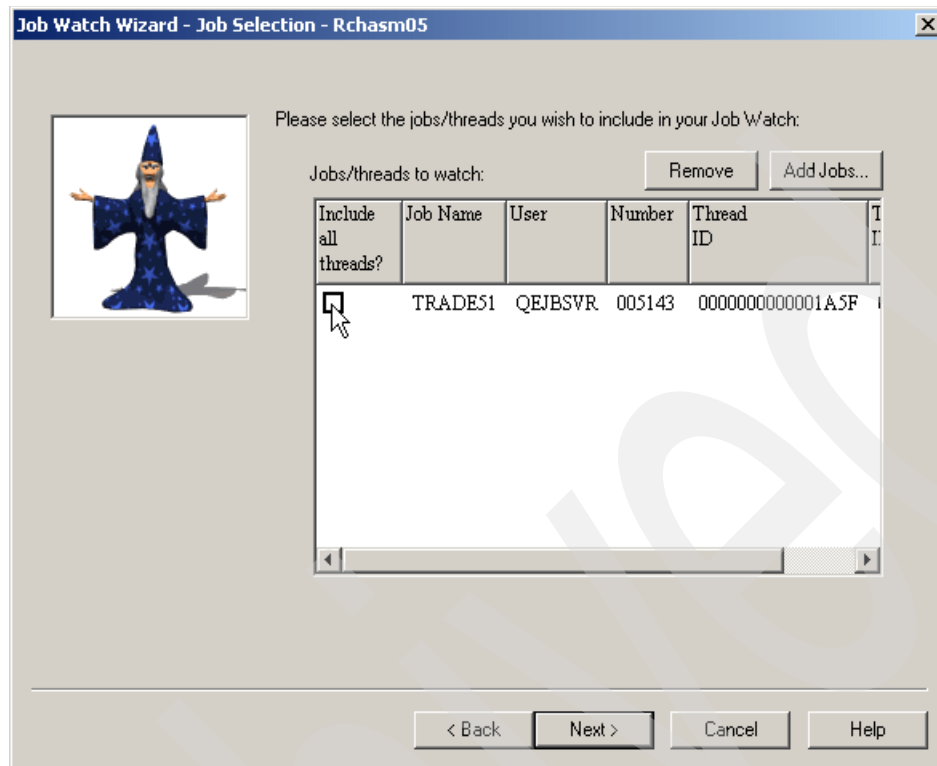 Job Watch Wizard - Job Selection - Rchasm05
Please select the jobs/threads you wish to include in your Job Watch:
Jobs/threads to watch:
Remove
Add Jobs...
Include all threads?
Job Name
User
Number
Thread ID
TRADE51 QEJBSVR 005143 0000000000001A5F
< Back
Next >
Cancel
Help